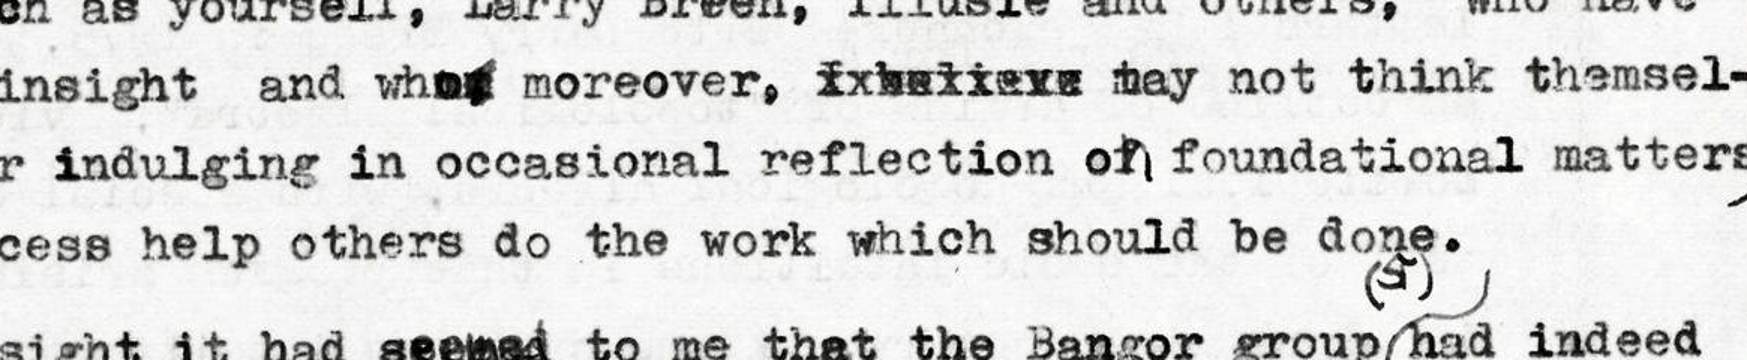 ch as yourself, Larry Breen, Illusie and others, who have
insight and who, moreover, may not think themsel-
r indulging in occasional reflection on foundational matters
cess help others do the work which should be done.
(5)
sight it had seemed to me that the Bangor group had indeed